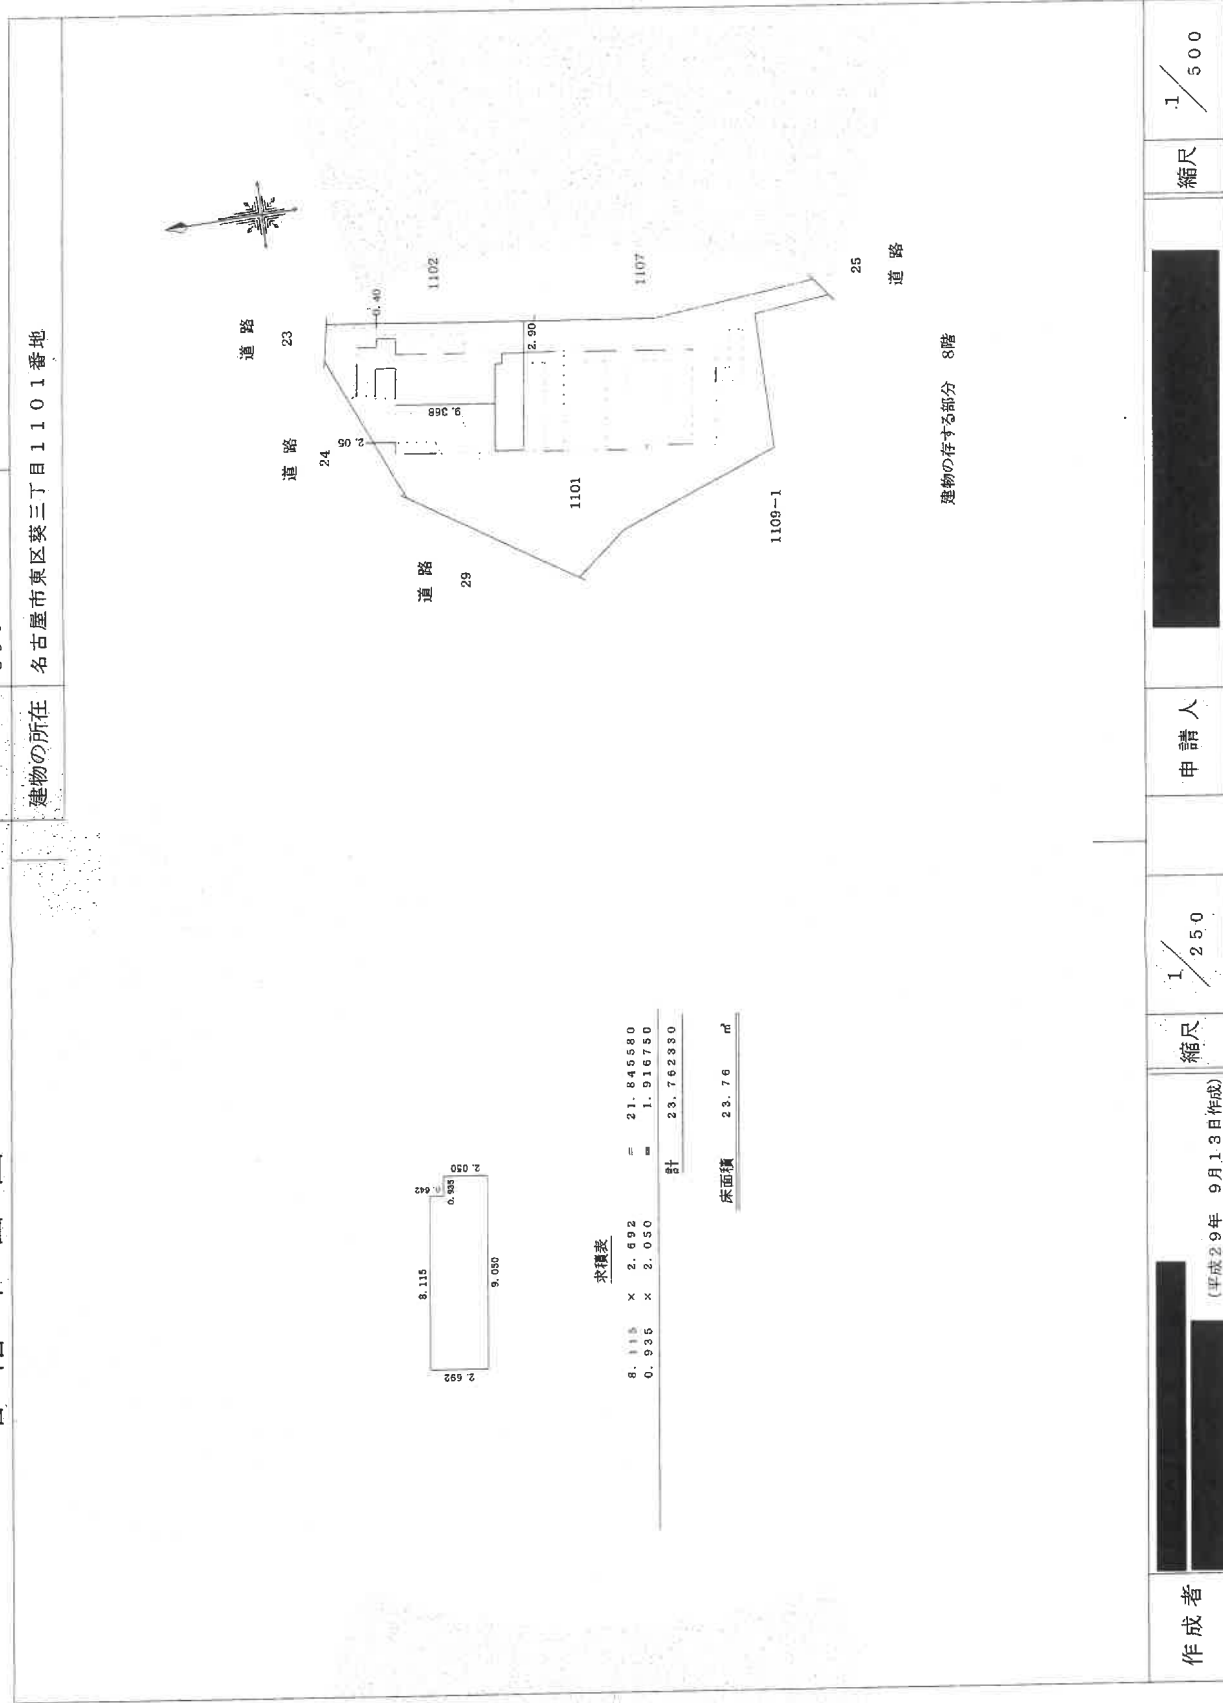 建物の所在 名古屋市東区葵三丁目1101番地
8.115
0.642
0.935
2.050
2.692
9.050
求積表
8.115 × 2.692 = 21.845580
0.935 × 2.050 = 1.916750
計 23.762330
床面積 23.76 ㎡
道路
23
道路
24
道路
29
0.40
1102
2.05
9.368
2.90
1107
1101
1109-1
25
道路
建物の存する部分 8階
作成者
(平成29年 9月13日作成)
縮尺 1/250
申請人
縮尺 1/500